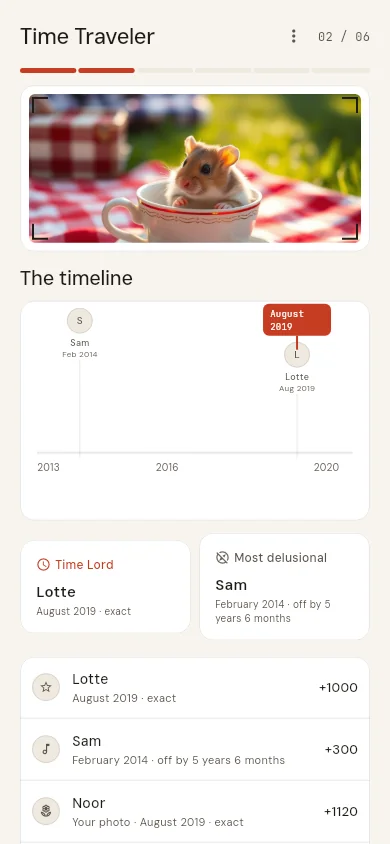 Time Traveler
02 / 06
The timeline
August
2019
S
Sam
Feb 2014
L
Lotte
Aug 2019
2013
2016
2020
Time Lord
Lotte
August 2019 · exact
Most delusional
Sam
February 2014 · off by 5
years 6 months
Lotte
August 2019 · exact
+1000
Sam
February 2014 · off by 5 years 6 months
+300
Noor
Your photo · August 2019 · exact
+1120